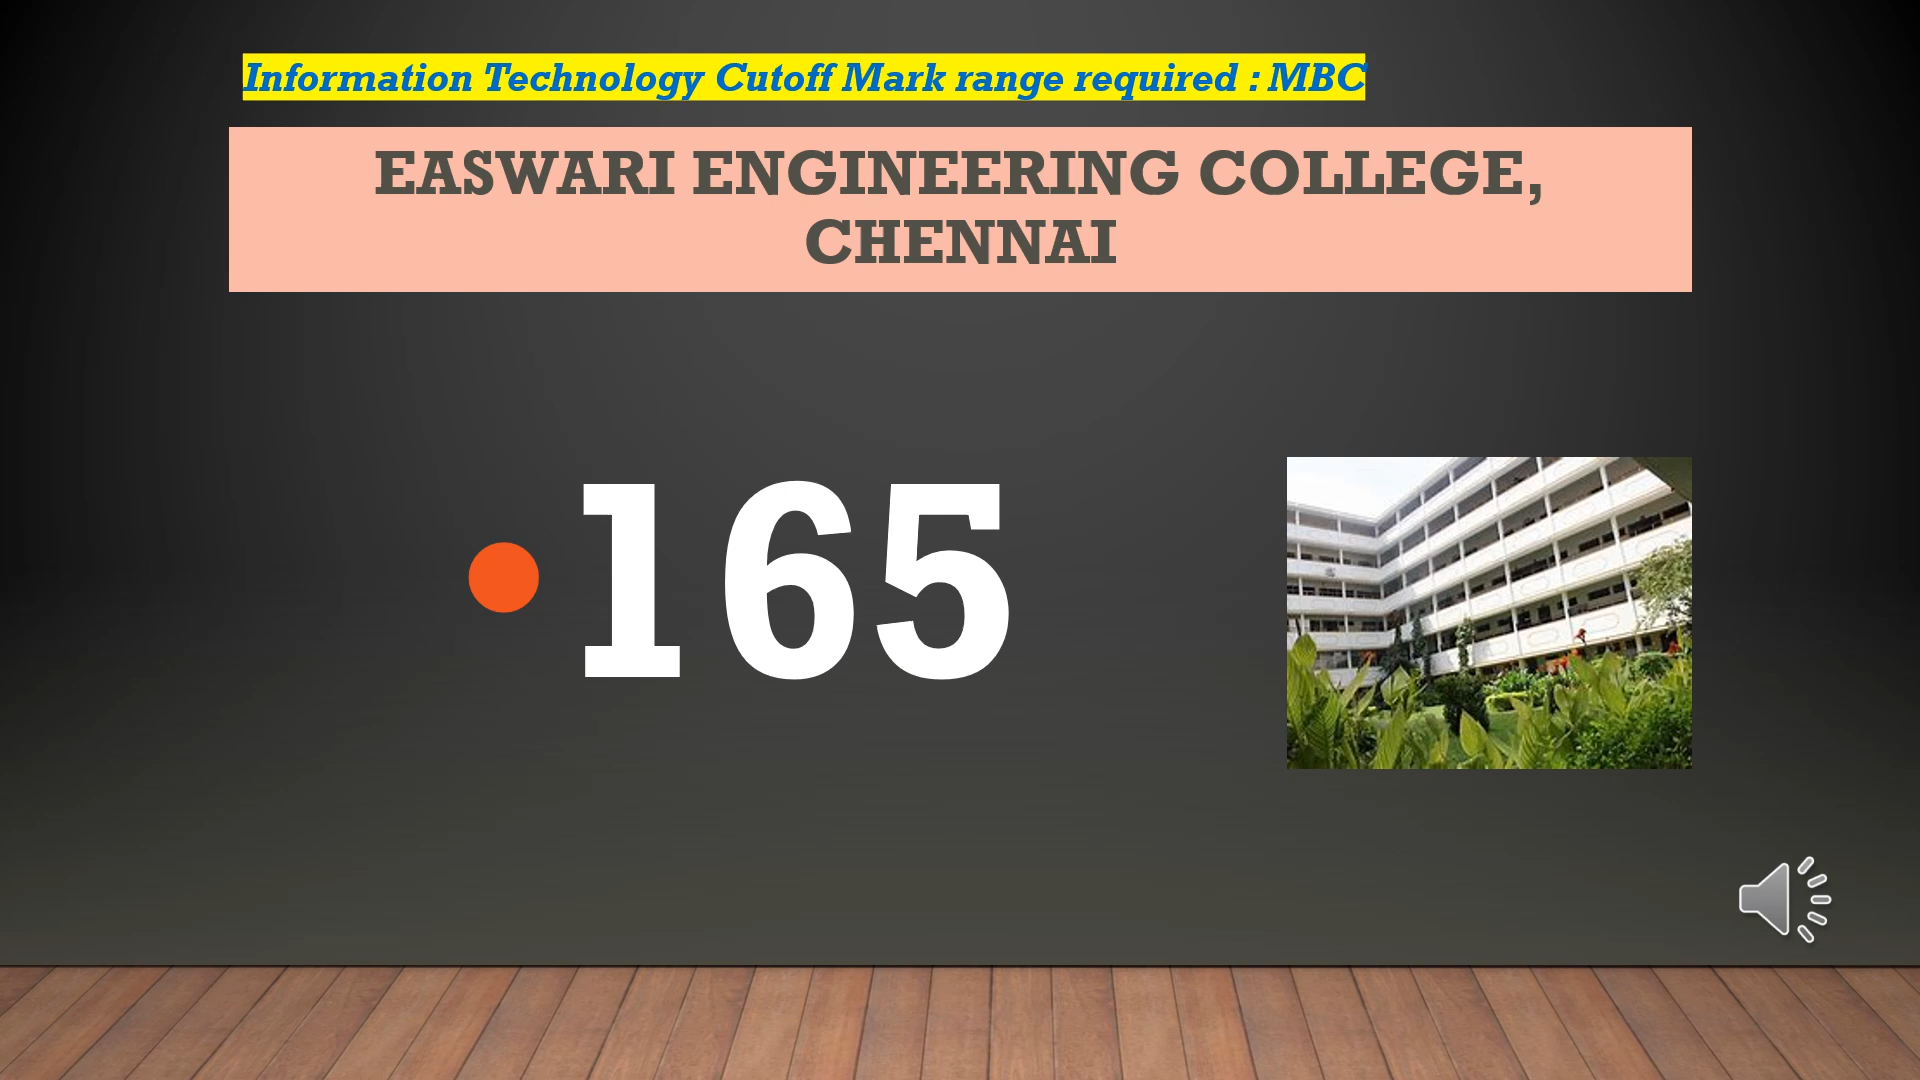 Information Technology Cutoff Mark range required : MBC
EASWARI ENGINEERING COLLEGE,
CHENNAI
165